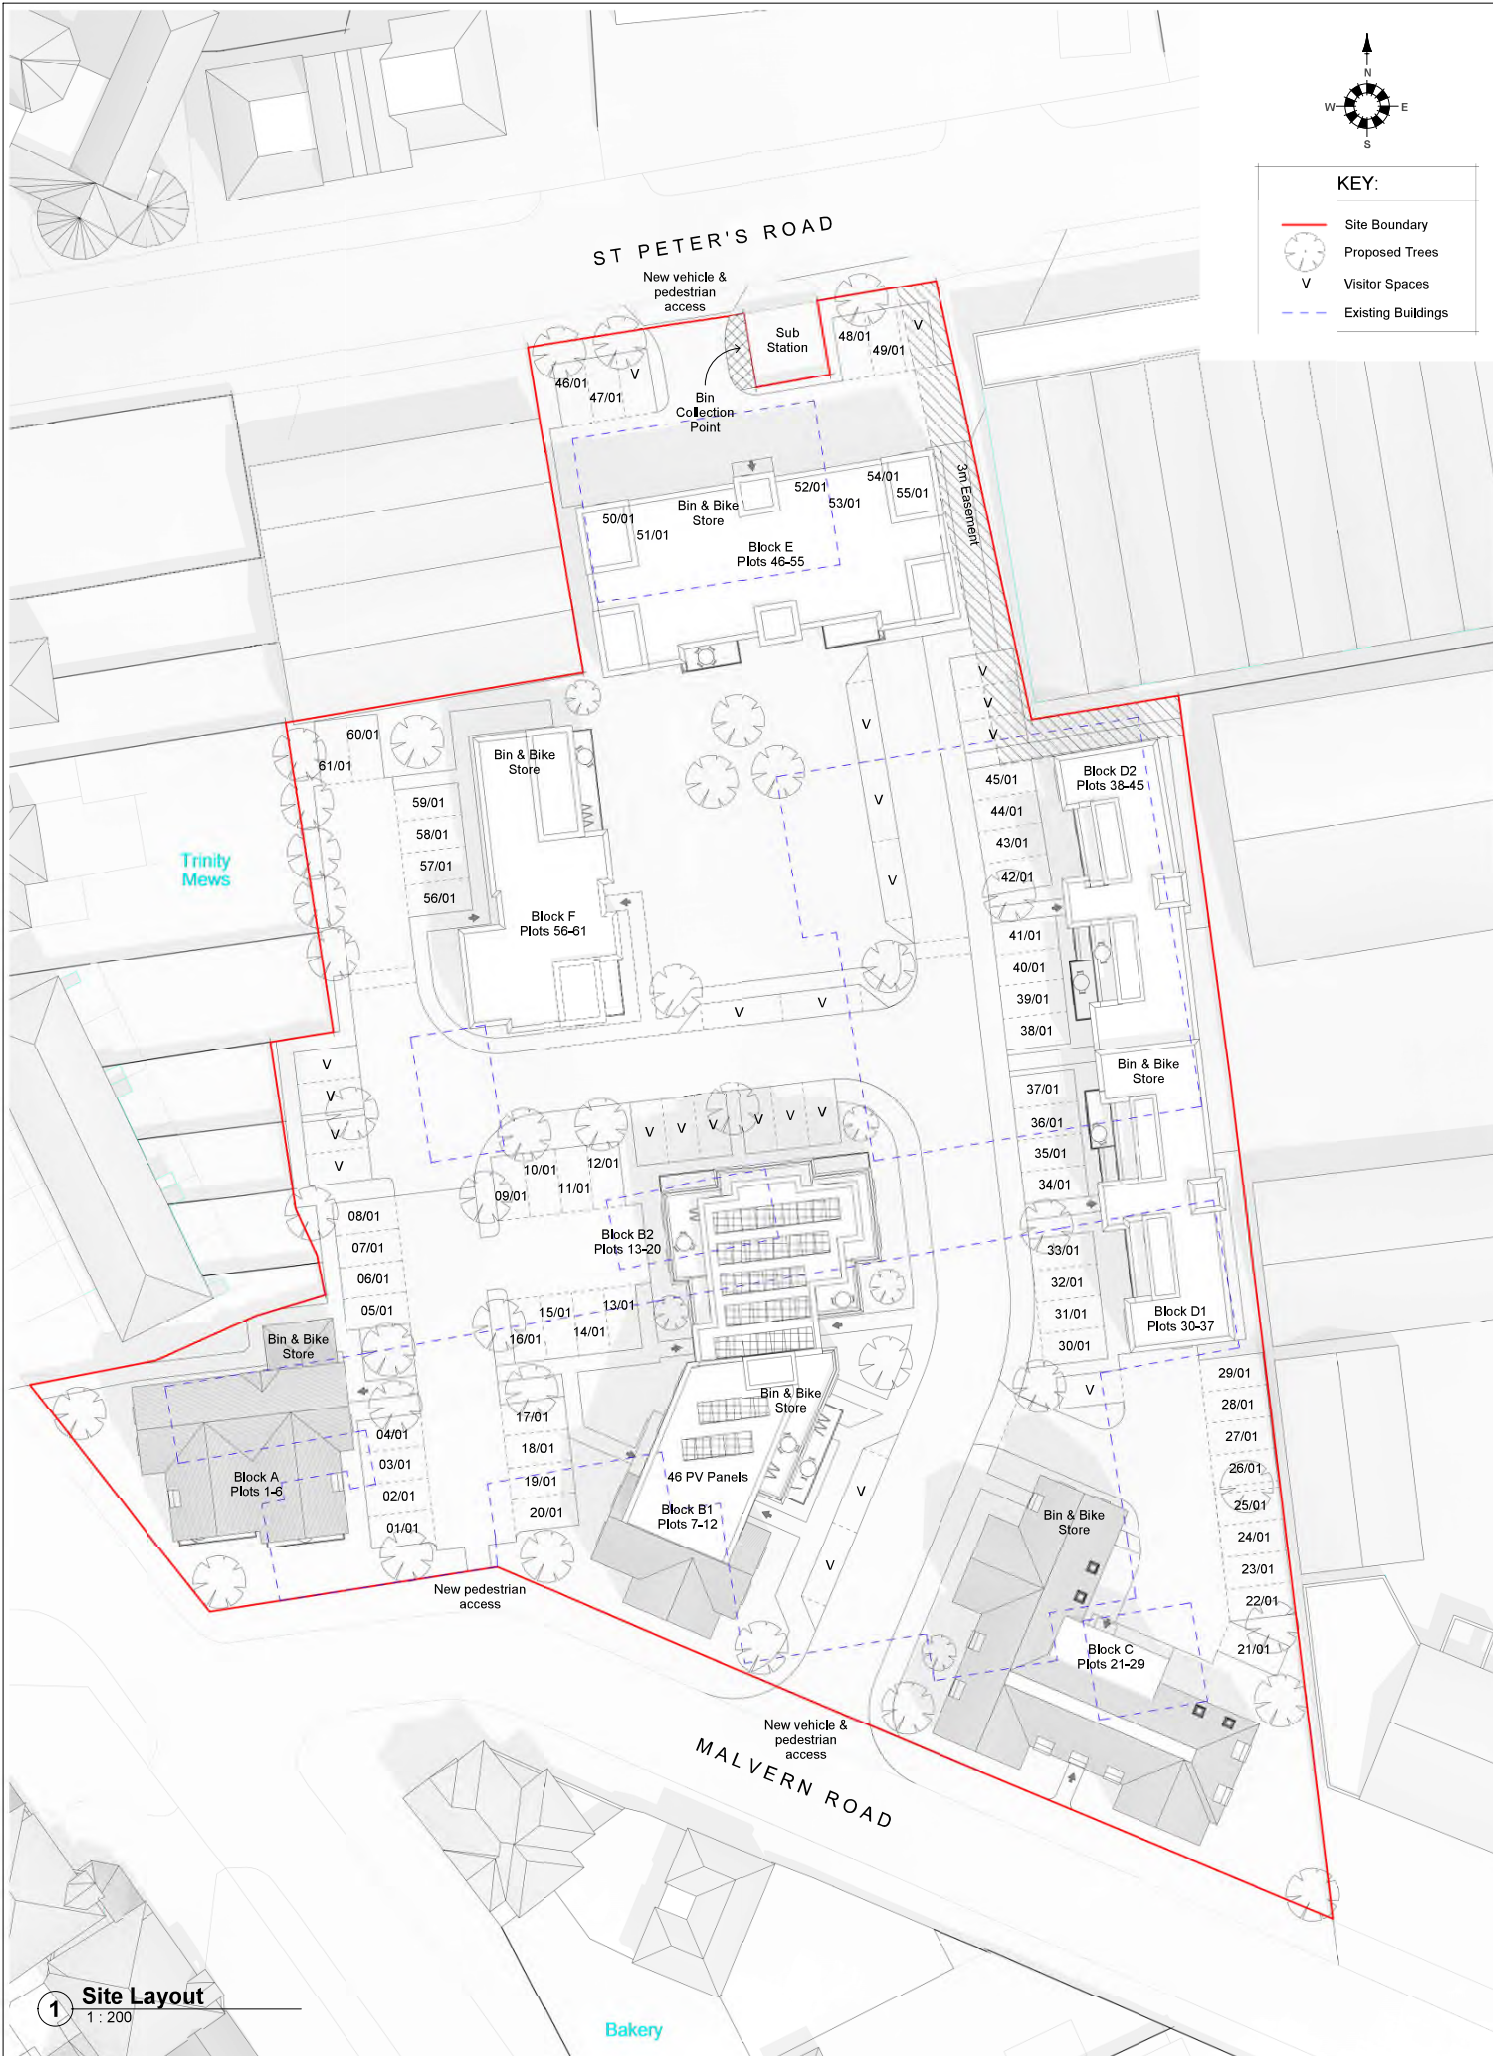 N
W
E
S
KEY:
Site Boundary
Proposed Trees
V
Visitor Spaces
Existing Buildings
ST PETER'S ROAD
New vehicle &
pedestrian
access
Sub
Station
48/01
49/01
V
46/01
47/01
V
Bin
Collection
Point
3m Easement
50/01
51/01
Bin & Bike
Store
52/01
53/01
54/01
55/01
Block E
Plots 46-55
V
V
V
V
V
V
60/01
61/01
Bin & Bike
Store
59/01
58/01
57/01
56/01
Block F
Plots 56-61
Trinity
Mews
45/01
44/01
43/01
42/01
Block D2
Plots 38-45
41/01
40/01
39/01
38/01
V
V
Bin & Bike
Store
37/01
36/01
35/01
34/01
V
V
V
V
V
V
V
V
V
V
09/01
10/01
11/01
12/01
08/01
07/01
06/01
05/01
Block B2
Plots 13-20
33/01
32/01
31/01
30/01
Block D1
Plots 30-37
16/01
15/01
14/01
13/01
Bin & Bike
Store
V
29/01
28/01
27/01
26/01
25/01
24/01
23/01
22/01
21/01
17/01
18/01
19/01
20/01
Bin & Bike
Store
04/01
03/01
02/01
01/01
Block A
Plots 1-6
46 PV Panels
Block B1
Plots 7-12
V
V
Bin & Bike
Store
New pedestrian
access
Block C
Plots 21-29
New vehicle &
pedestrian
access
MALVERN ROAD
1
Site Layout
1 : 200
Bakery